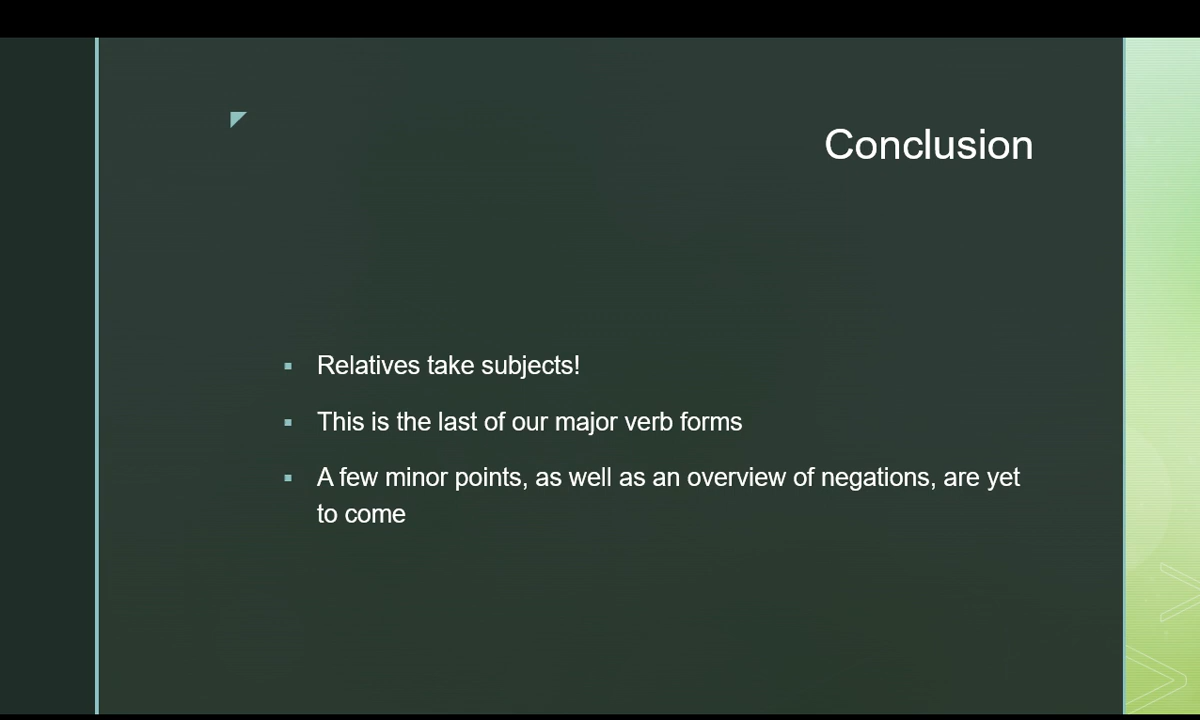 Conclusion
Relatives take subjects!
This is the last of our major verb forms
A few minor points, as well as an overview of negations, are yet
to come